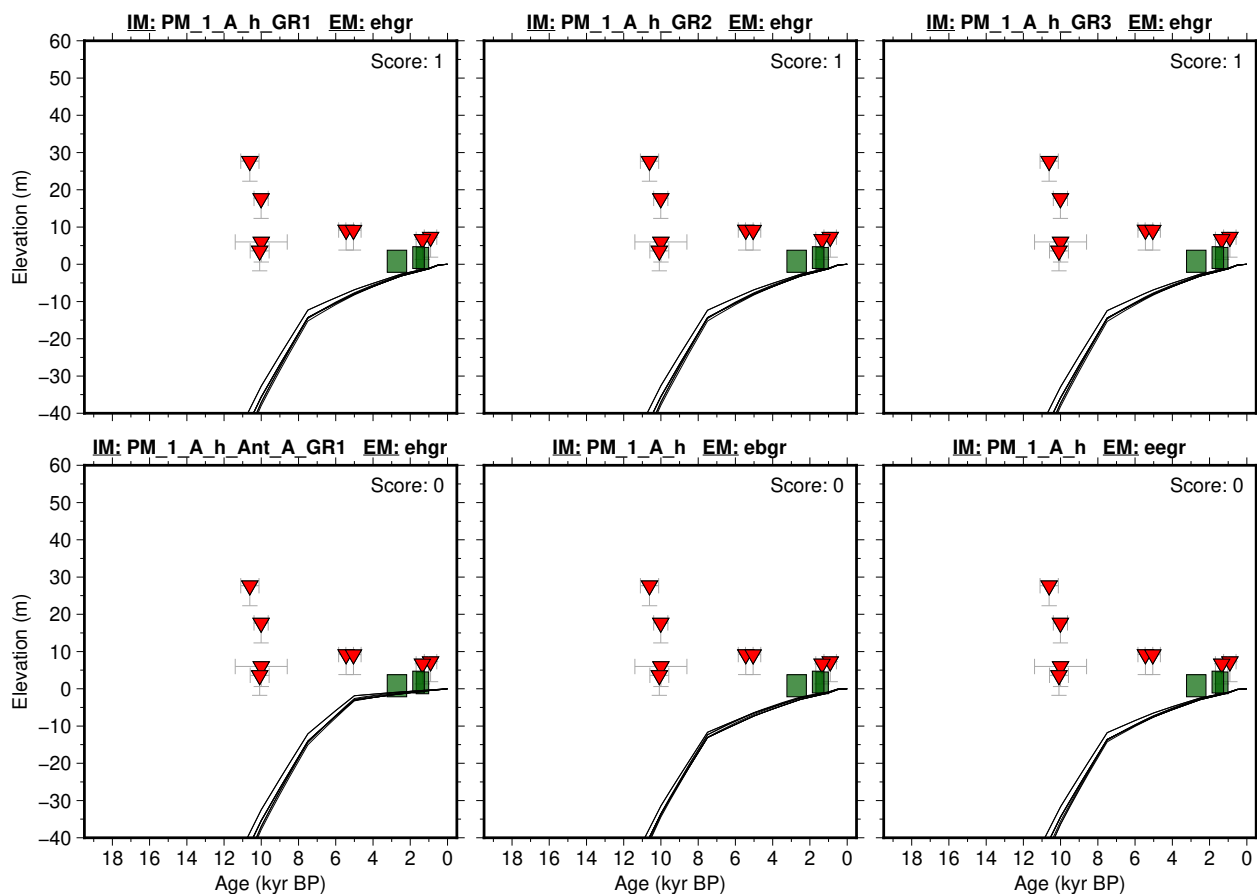 IM: PM_1_A_h_GR1 EM: ehgr
IM: PM_1_A_h_GR2 EM: ehgr
IM: PM_1_A_h_GR3 EM: ehgr
Score: 1
Score: 1
Score: 1
60
50
40
30
20
10
0
−10
−20
−30
−40
Elevation (m)
IM: PM_1_A_h_Ant_A_GR1 EM: ehgr
IM: PM_1_A_h EM: ebgr
IM: PM_1_A_h EM: eegr
Score: 0
Score: 0
Score: 0
60
50
40
30
20
10
0
−10
−20
−30
−40
Elevation (m)
18 16 14 12 10 8 6 4 2 0
18 16 14 12 10 8 6 4 2 0
18 16 14 12 10 8 6 4 2 0
Age (kyr BP)
Age (kyr BP)
Age (kyr BP)